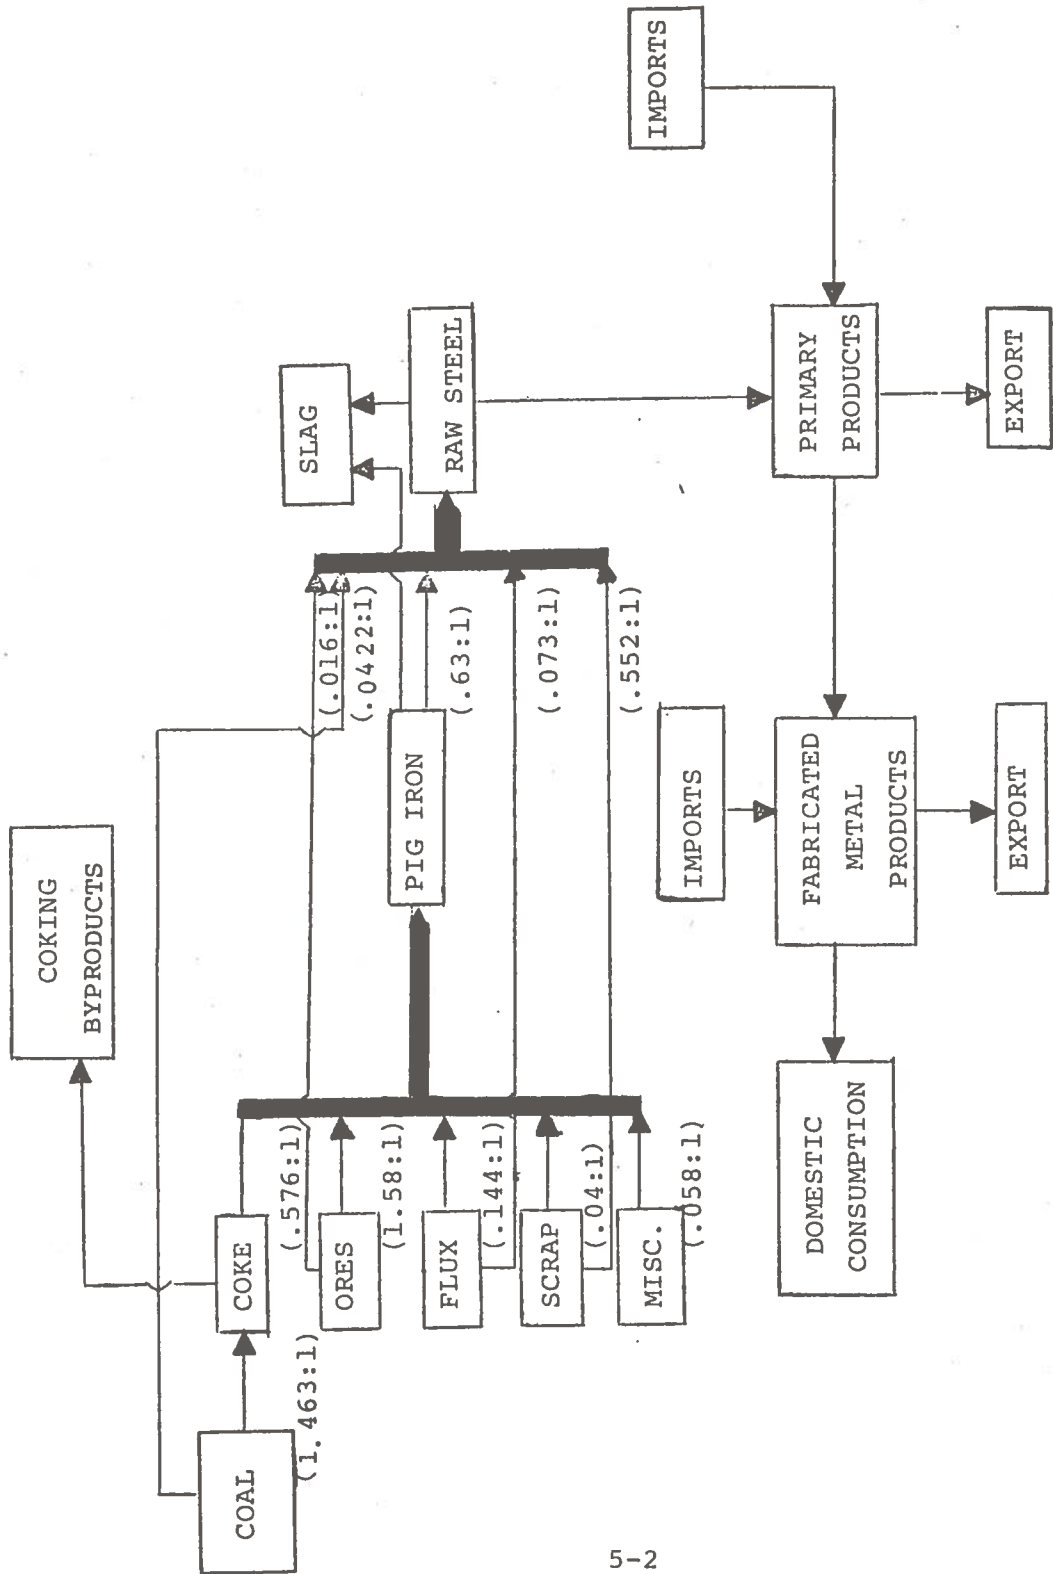 COKING
BYPRODUCTS
COAL
(1.463:1)
COKE
(.576:1)
ORES
(1.58:1)
FLUX
(.144:1)
SCRAP
(.04:1)
MISC.
(.058:1)
PIG IRON
(.016:1)
(.0422:1)
(.63:1)
(.073:1)
(.552:1)
SLAG
RAW STEEL
IMPORTS
PRIMARY
PRODUCTS
EXPORT
IMPORTS
FABRICATED
METAL
PRODUCTS
EXPORT
DOMESTIC
CONSUMPTION
5-2